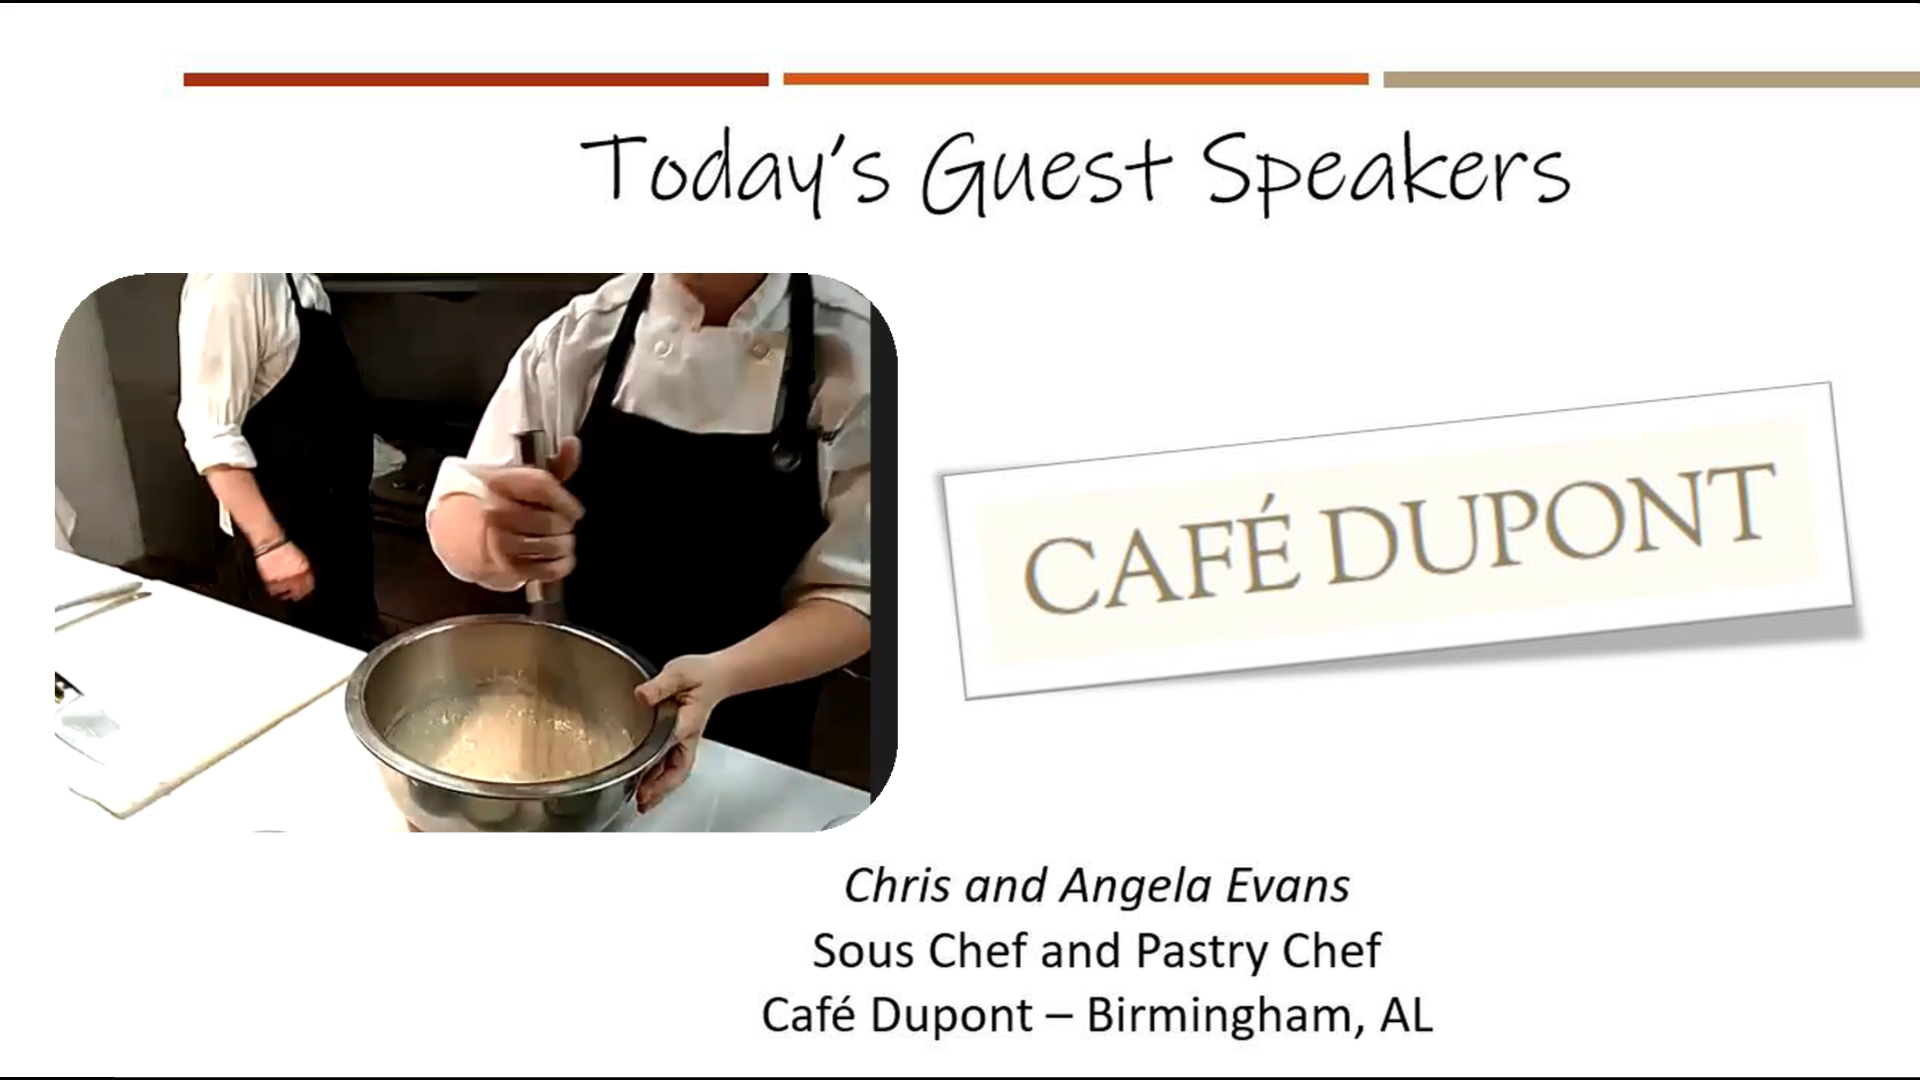 Today's Guest Speakers
CAFÉ DUPONT
Chris and Angela Evans
Sous Chef and Pastry Chef
Café Dupont – Birmingham, AL